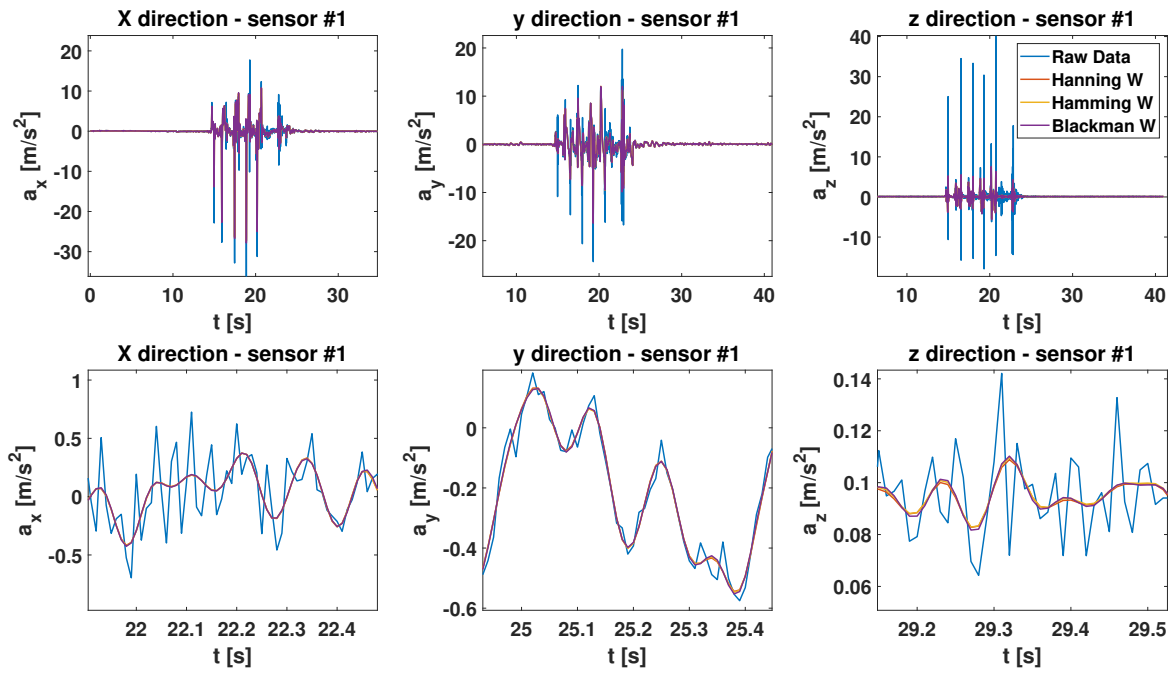 X direction - sensor #1
y direction - sensor #1
z direction - sensor #1
20
10
0
-10
-20
-30
a_x [m/s^2]
0
10
20
30
t [s]
20
10
0
-10
-20
a_y [m/s^2]
10
20
30
40
t [s]
40
30
20
10
0
-10
a_z [m/s^2]
10
20
30
40
t [s]
Raw Data
Hanning W
Hamming W
Blackman W
X direction - sensor #1
y direction - sensor #1
z direction - sensor #1
1
0.5
0
-0.5
a_x [m/s^2]
22
22.1
22.2
22.3
22.4
t [s]
0
-0.2
-0.4
-0.6
a_y [m/s^2]
25
25.1
25.2
25.3
25.4
t [s]
0.14
0.12
0.1
0.08
0.06
a_z [m/s^2]
29.2
29.3
29.4
29.5
t [s]